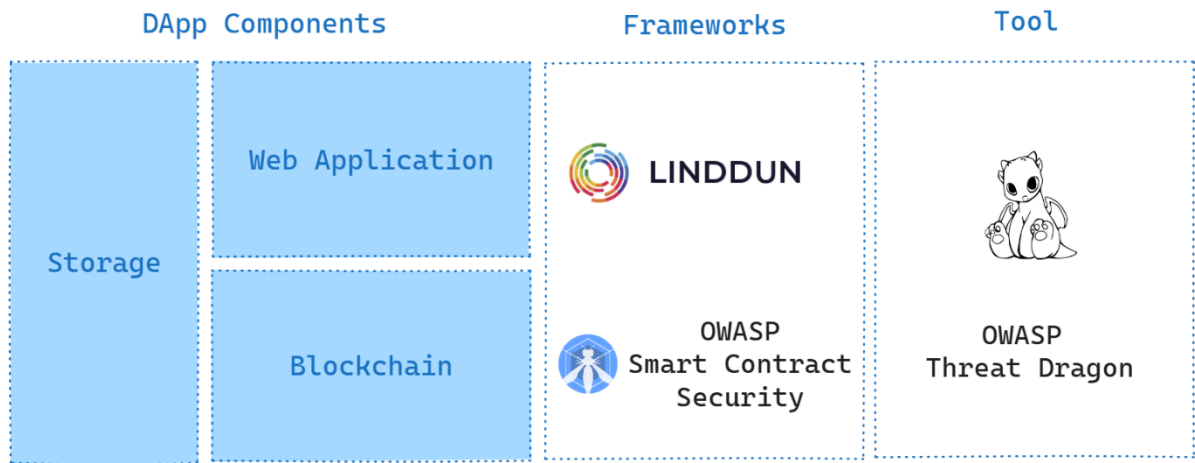 DApp Components
Frameworks
Tool
Storage
Web Application
Blockchain
LINDDUN
OWASP
Smart Contract
Security
OWASP
Threat Dragon